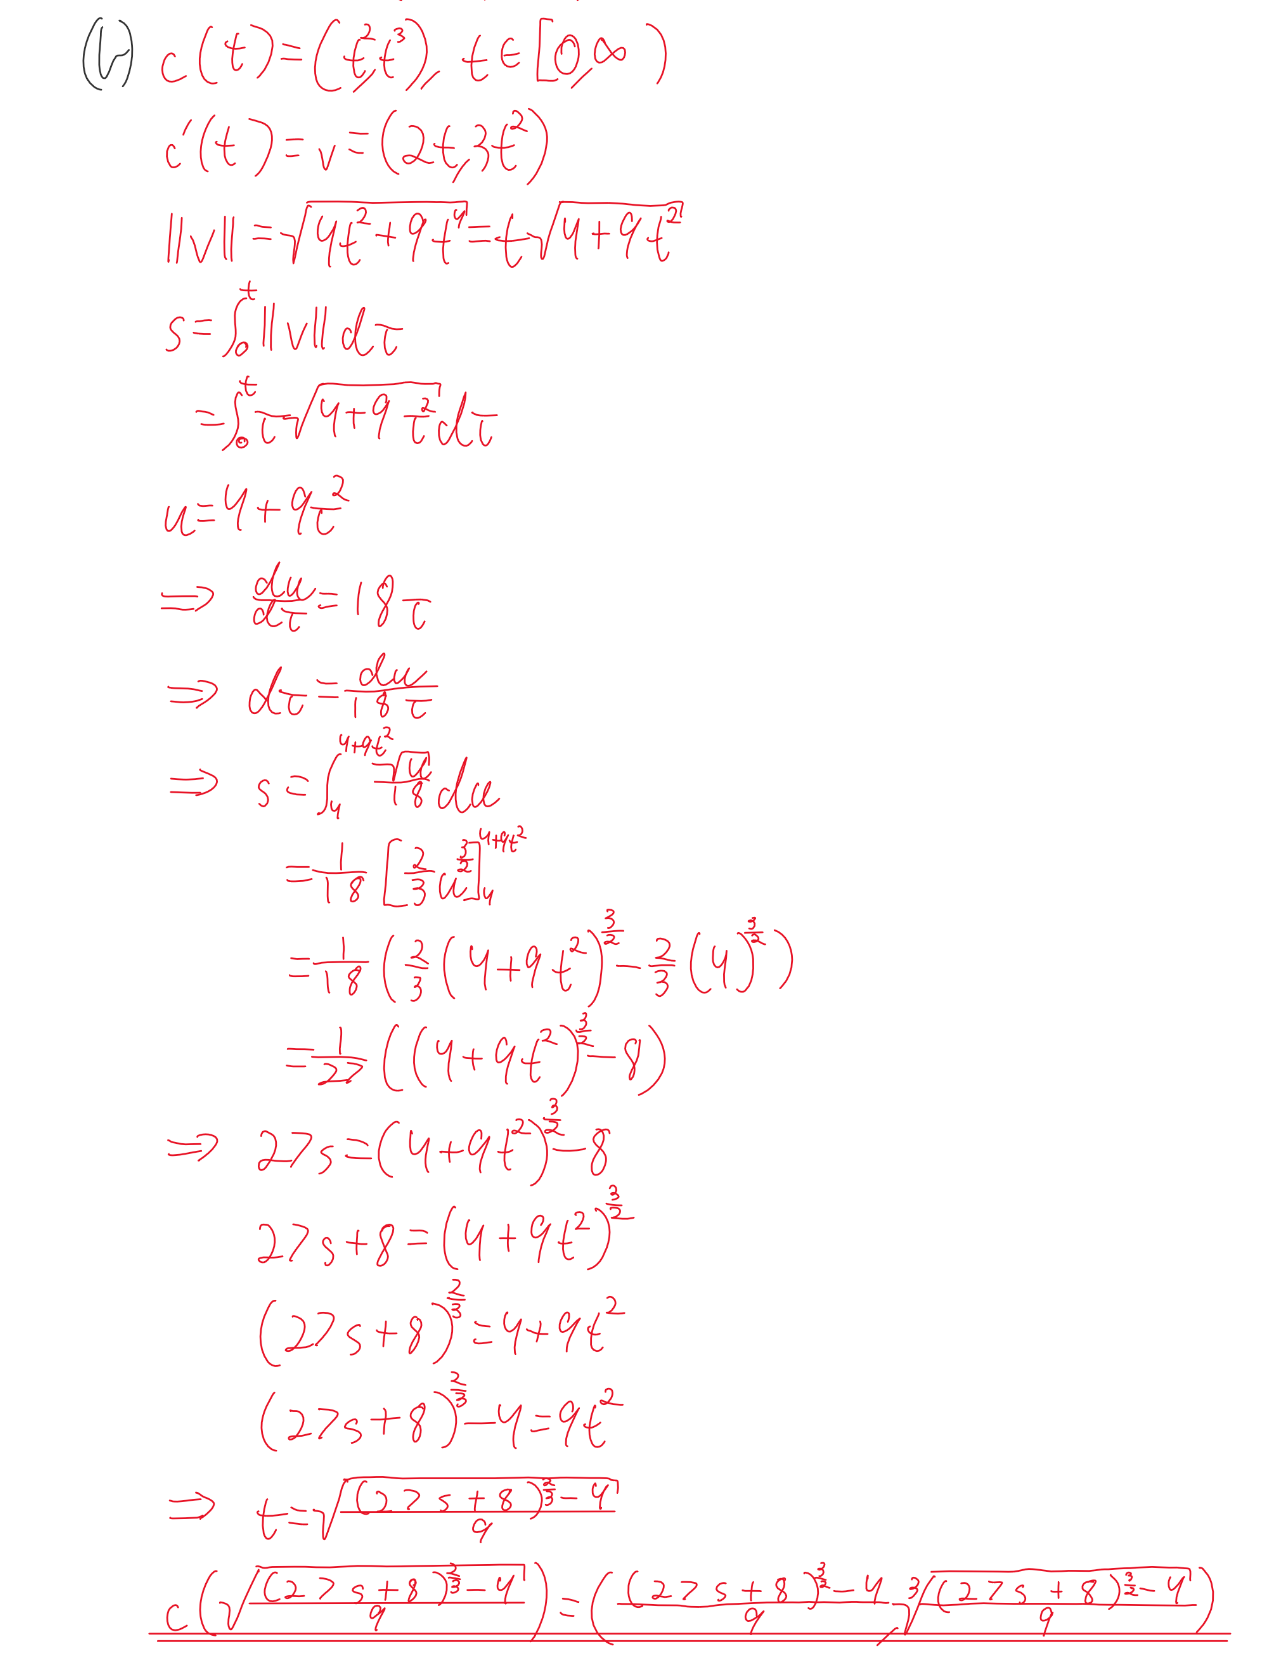 (b) c(t)=(t²,t³), t∈[0,∞)
c'(t)=v=(2t,3t²)
||v||=√(4t²+9t⁴)=t√(4+9t²)
s=∫₀ᵗ||v||dτ
=∫₀ᵗτ√(4+9τ²)dτ
u=4+9τ²
⇒ du/dτ=18τ
⇒ dτ=du/18τ
⇒ s=∫₄^(4+9t²) √u/18 du
=1/18 [2/3 u^(3/2)]₄^(4+9t²)
=1/18 (2/3 (4+9t²)^(3/2) - 2/3 (4)^(3/2))
=1/27 ((4+9t²)^(3/2) - 8)
⇒ 27s=(4+9t²)^(3/2) - 8
27s+8=(4+9t²)^(3/2)
(27s+8)^(2/3)=4+9t²
(27s+8)^(2/3)-4=9t²
⇒ t=√(((27s+8)^(2/3)-4)/9)
c(√(((27s+8)^(2/3)-4)/9))=(((27s+8)^(3/2)-4)/9, ³√(((27s+8)^(3/2)-4)/9))